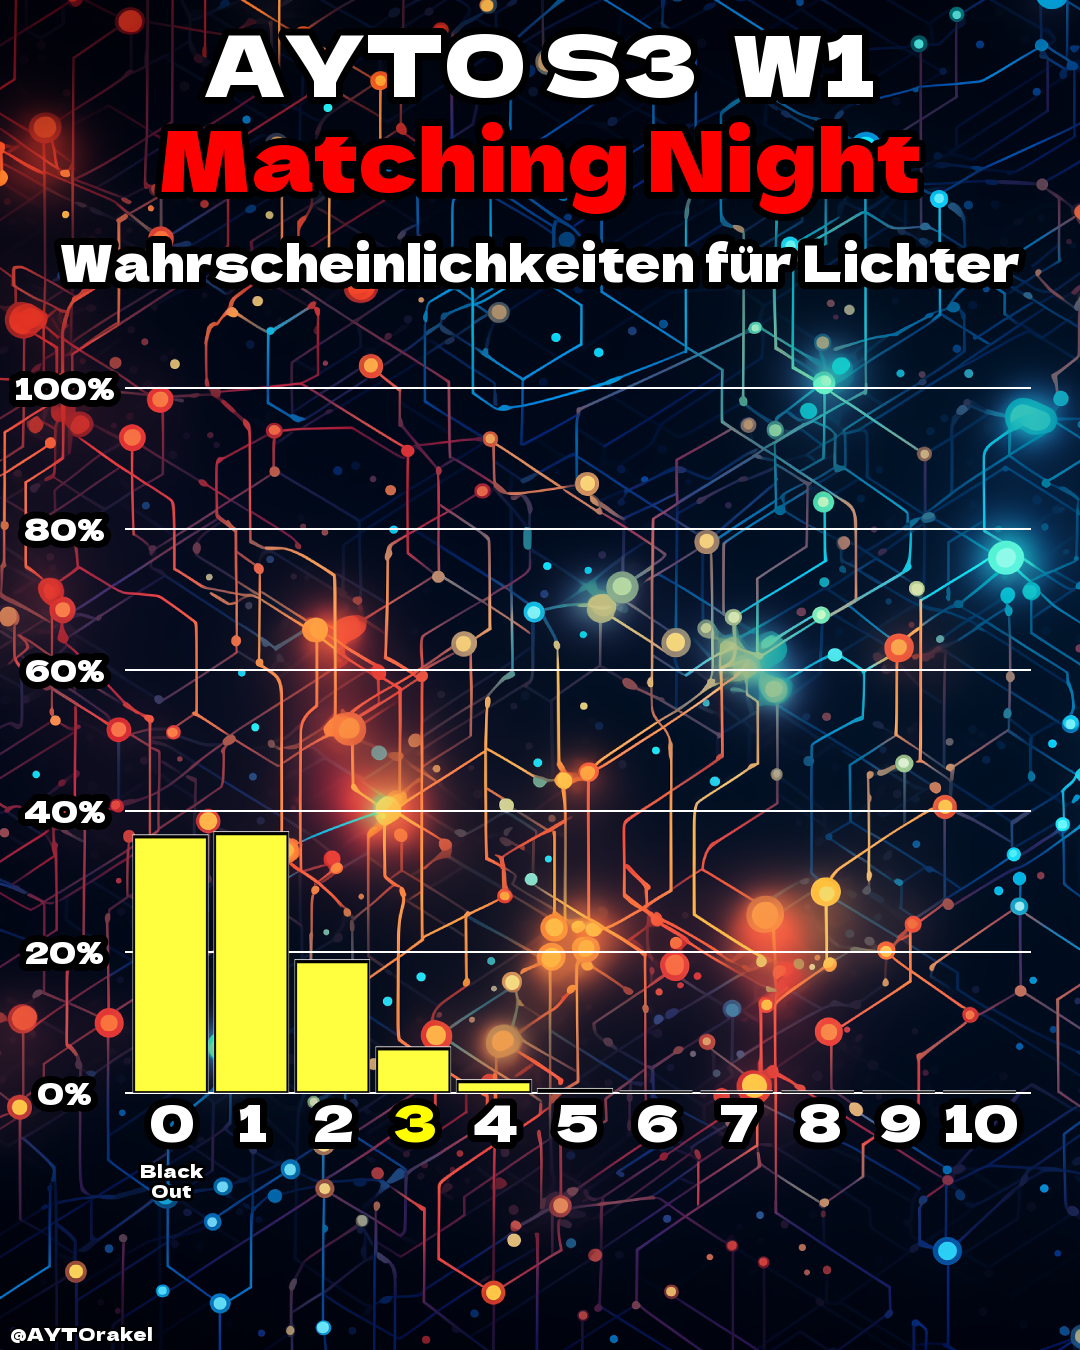 AYTO S3 W1
Matching Night
Wahrscheinlichkeiten für Lichter
100%
80%
60%
40%
20%
0%
0 1 2 3 4 5 6 7 8 9 10
Black
Out
@AYTOrakel